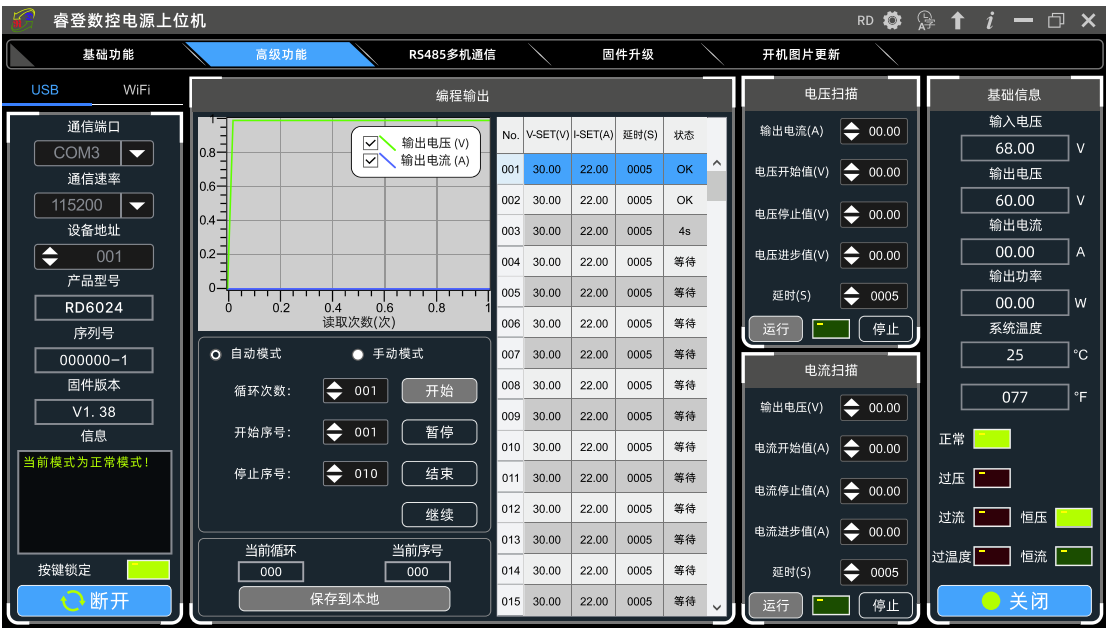 睿登数控电源上位机 RD
基础功能 高级功能 RS485多机通信 固件升级 开机图片更新
USB WiFi
通信端口
COM3
通信速率
115200
设备地址
001
产品型号
RD6024
序列号
000000-1
固件版本
V1.38
信息
当前模式为正常模式!
按键锁定
断开
编程输出
1
0.8
0.6
0.4
0.2
0
0 0.2 0.4 0.6 0.8 1
读取次数(次)
输出电压(V)
输出电流(A)
自动模式 手动模式
循环次数: 001 开始
开始序号: 001 暂停
停止序号: 010 结束
继续
当前循环 当前序号
000 000
保存到本地
No. V-SET(V) I-SET(A) 延时(S) 状态
001 30.00 22.00 0005 OK
002 30.00 22.00 0005 OK
003 30.00 22.00 0005 4s
004 30.00 22.00 0005 等待
005 30.00 22.00 0005 等待
006 30.00 22.00 0005 等待
007 30.00 22.00 0005 等待
008 30.00 22.00 0005 等待
009 30.00 22.00 0005 等待
010 30.00 22.00 0005 等待
011 30.00 22.00 0005 等待
012 30.00 22.00 0005 等待
013 30.00 22.00 0005 等待
014 30.00 22.00 0005 等待
015 30.00 22.00 0005 等待
电压扫描
输出电流(A) 00.00
电压开始值(V) 00.00
电压停止值(V) 00.00
电压进步值(V) 00.00
延时(S) 0005
运行 停止
电流扫描
输出电压(V) 00.00
电流开始值(A) 00.00
电流停止值(A) 00.00
电流进步值(A) 00.00
延时(S) 0005
运行 停止
基础信息
输入电压
68.00 V
输出电压
60.00 V
输出电流
00.00 A
输出功率
00.00 W
系统温度
25 °C
077 °F
正常
过压
过流 恒压
过温度 恒流
关闭